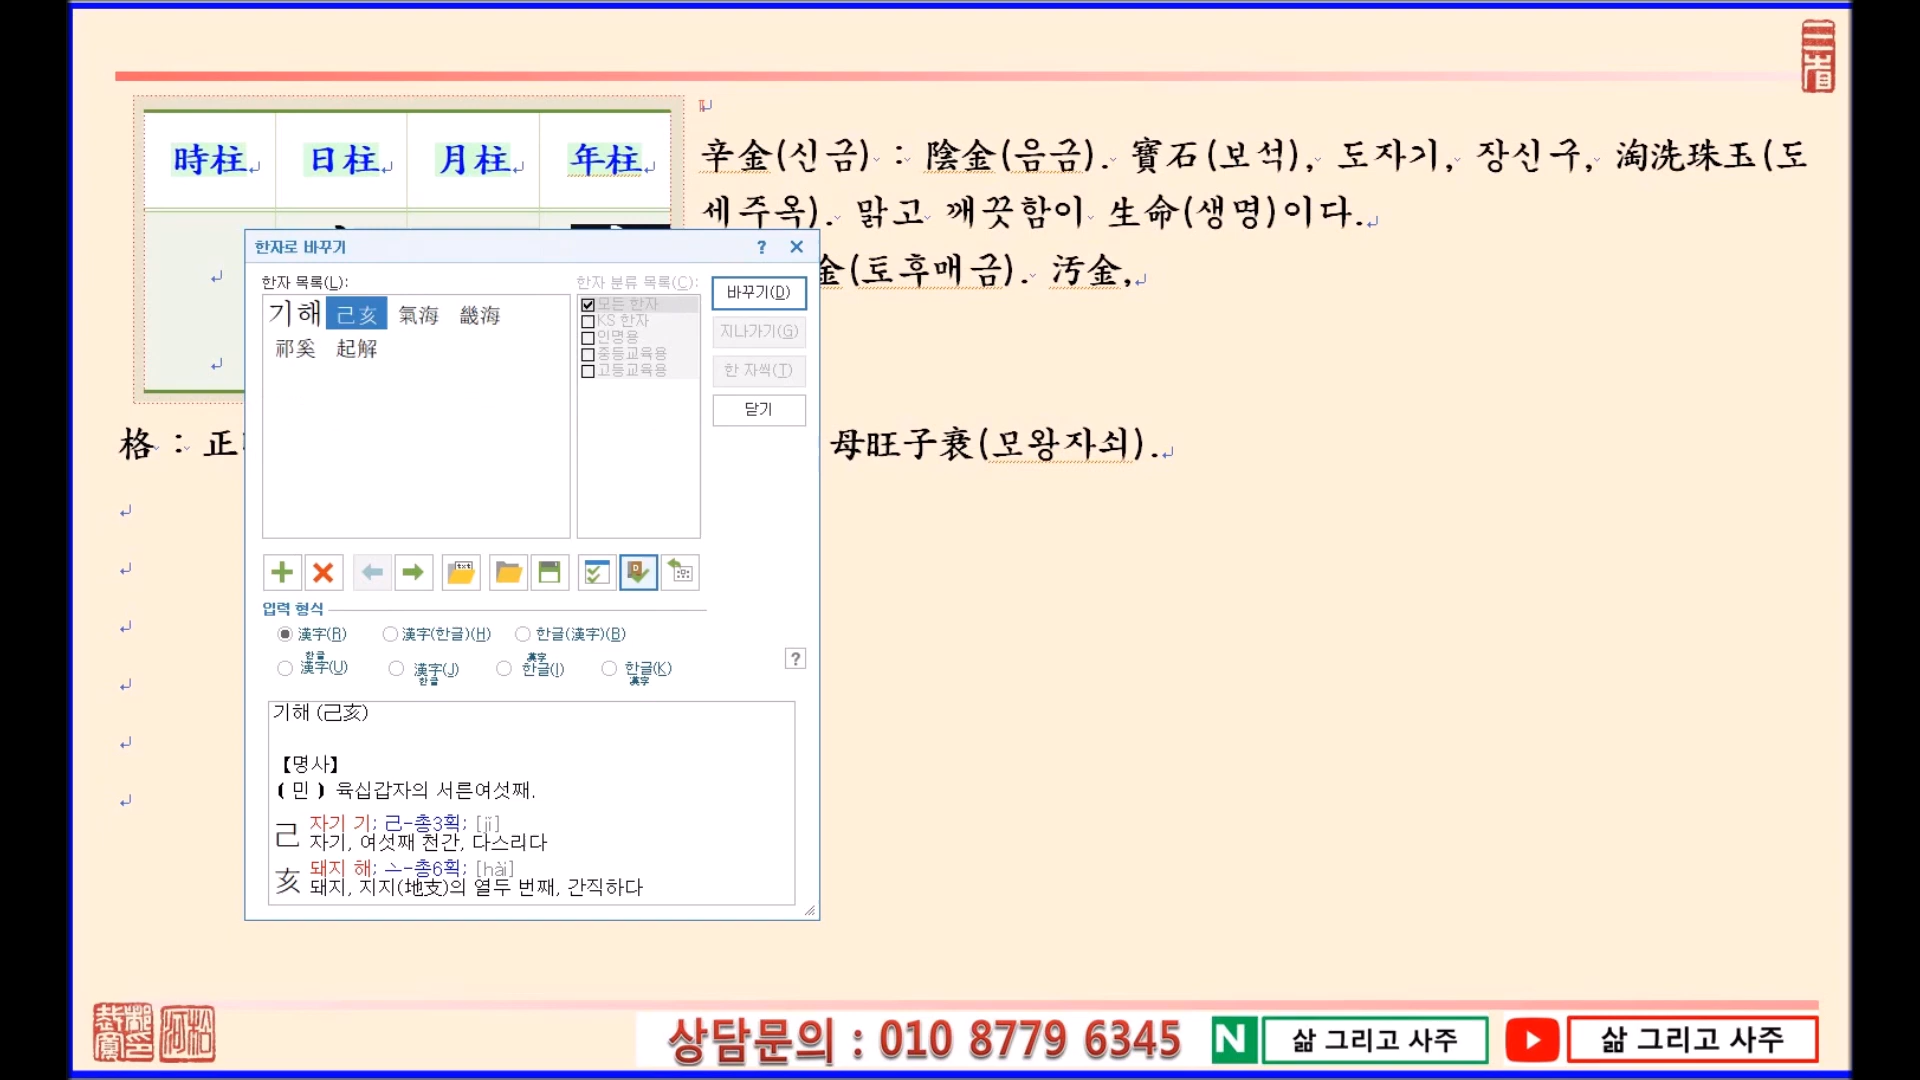 時柱 日柱 月柱 年柱
辛金(신금) : 陰金(음금). 寶石(보석), 도자기, 장신구, 淘洗珠玉(도
세주옥). 맑고 깨끗함이 生命(생명)이다.
金(토후매금). 汚金,
格 : 正
母旺子衰(모왕자쇠).
한자로 바꾸기
한자 목록(L):
한자 분류 목록(C):
기해 己亥 氣海 畿海
祁奚 起解
모든 한자
KS 한자
인명용
중등교육용
고등교육용
바꾸기(D)
지나가기(G)
한 자씩(T)
닫기
입력 형식
漢字(R) 漢字(한글)(H) 한글(漢字)(B)
한글 漢字(U) 漢字(J) 한글 漢字 한글(I) 한글(K) 漢字
기해 (己亥)
【명사】
(민) 육십갑자의 서른여섯째.
己 자기 기; 己-총3획; [jǐ]
자기, 여섯째 천간, 다스리다
亥 돼지 해; 亠-총6획; [hài]
돼지, 지지(地支)의 열두 번째, 간직하다
상담문의 : 010 8779 6345 N 삶 그리고 사주 삶 그리고 사주